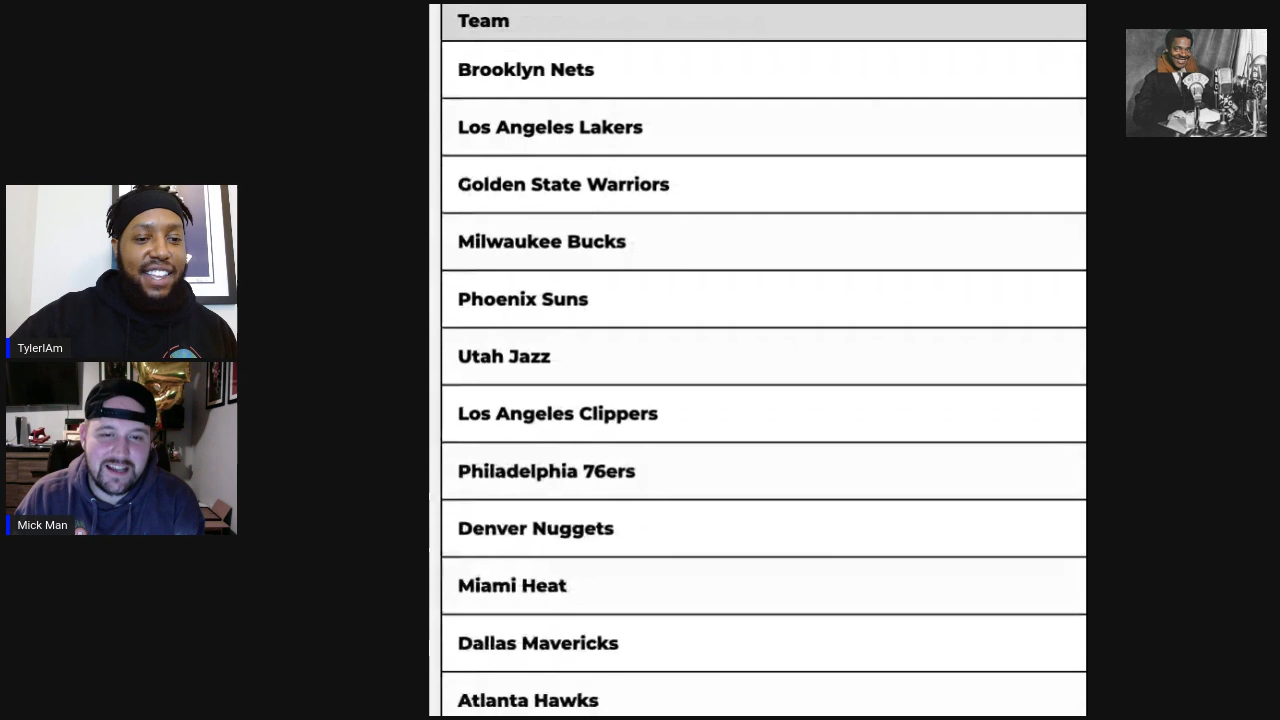 Team
Brooklyn Nets
Los Angeles Lakers
Golden State Warriors
Milwaukee Bucks
Phoenix Suns
Utah Jazz
Los Angeles Clippers
Philadelphia 76ers
Denver Nuggets
Miami Heat
Dallas Mavericks
Atlanta Hawks
TylerIAm
Mick Man